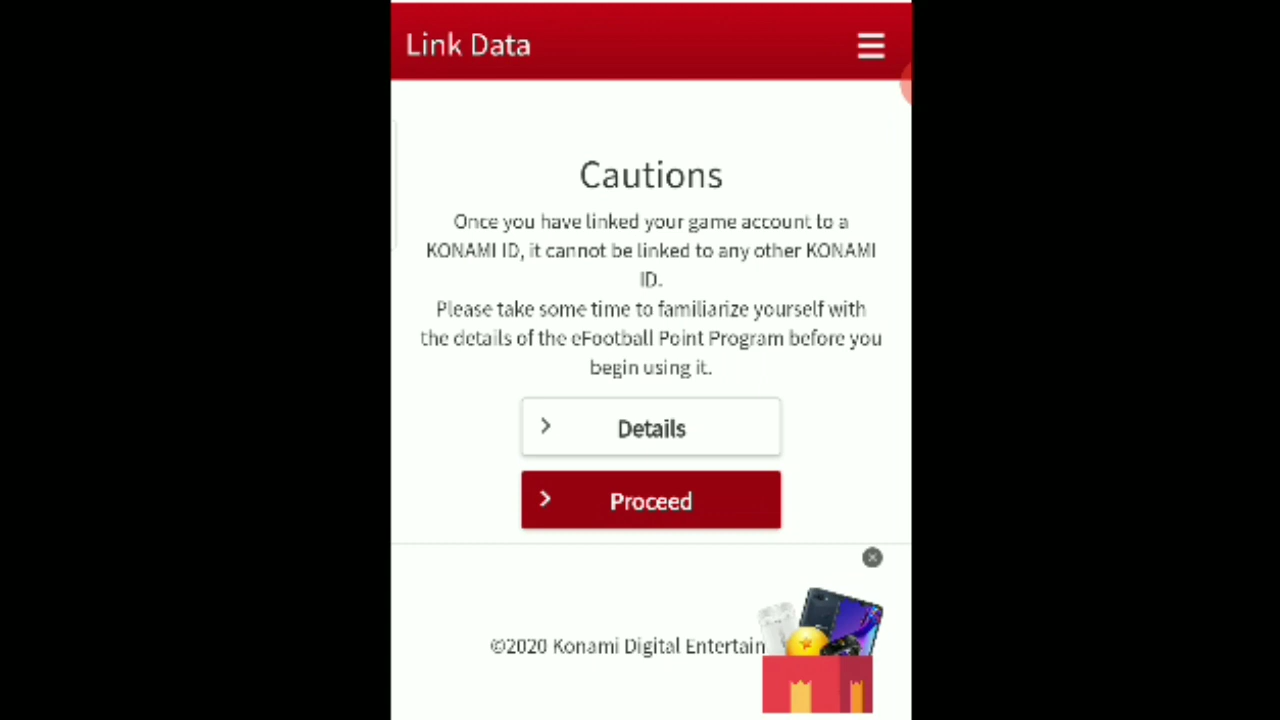 Link Data
Cautions
Once you have linked your game account to a
KONAMI ID, it cannot be linked to any other KONAMI
ID.
Please take some time to familiarize yourself with
the details of the eFootball Point Program before you
begin using it.
Details
Proceed
©2020 Konami Digital Entertain